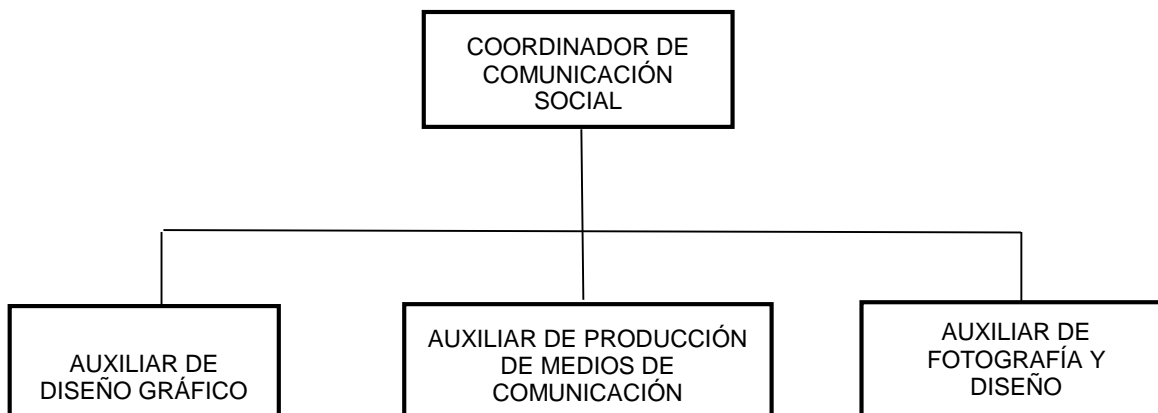 COORDINADOR DE
COMUNICACIÓN
SOCIAL
AUXILIAR DE
DISEÑO GRÁFICO
AUXILIAR DE PRODUCCIÓN
DE MEDIOS DE
COMUNICACIÓN
AUXILIAR DE
FOTOGRAFÍA Y
DISEÑO